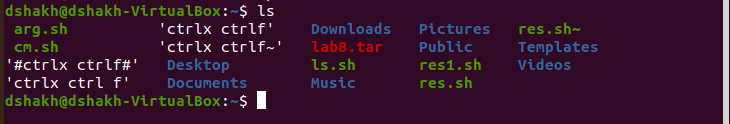 dshakh@dshakh-VirtualBox:~$ ls
arg.sh 'ctrlx ctrlf' Downloads Pictures res.sh~
cm.sh 'ctrlx ctrlf~' lab8.tar Public Templates
'#ctrlx ctrlf#' Desktop ls.sh res1.sh Videos
'ctrlx ctrl f' Documents Music res.sh
dshakh@dshakh-VirtualBox:~$